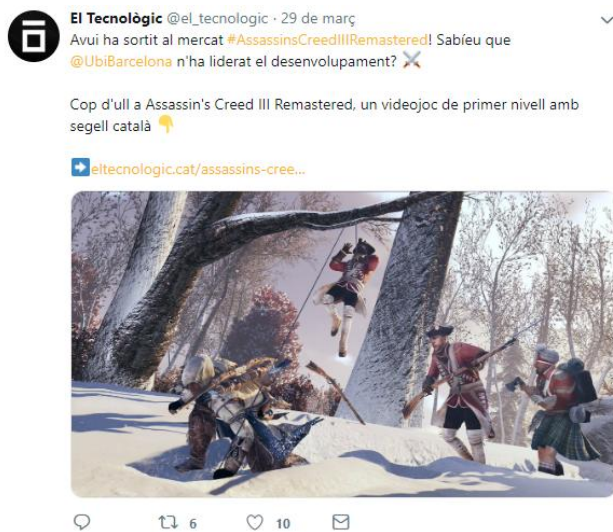 El Tecnològic @el_tecnologic · 29 de març
Avui ha sortit al mercat #AssassinsCreedIIIRemastered! Sabíeu que
@UbiBarcelona n'ha liderat el desenvolupament? ⚔️
Cop d'ull a Assassin's Creed III Remastered, un videojoc de primer nivell amb
segell català 👇
➡️eltecnologic.cat/assassins-cree...
6 10